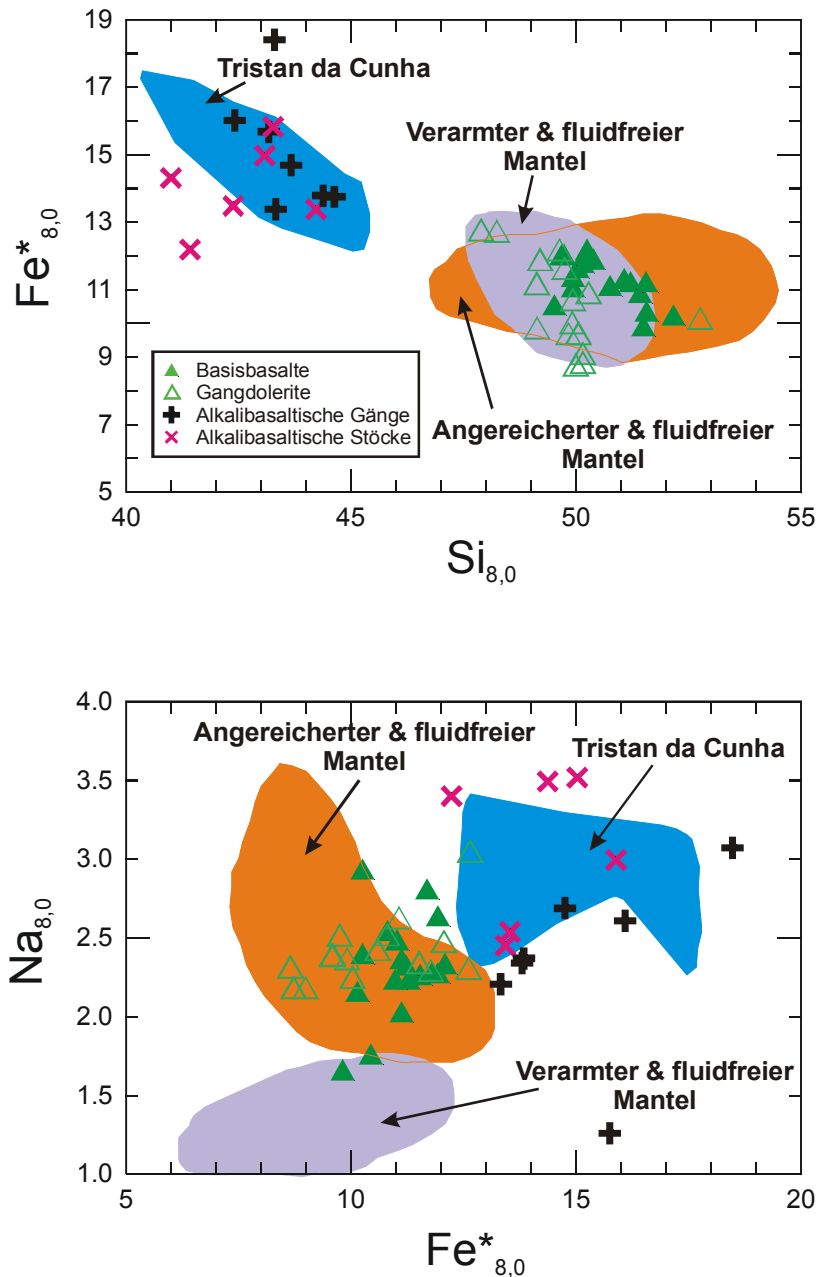 19
17
15
13
11
9
7
5
Fe*8,0
Tristan da Cunha
Verarmter & fluidfreier
Mantel
Basisbasalte
Gangdolerite
Alkalibasaltische Gänge
Alkalibasaltische Stöcke
Angereicherter & fluidfreier
Mantel
40
45
50
55
Si8,0
4.0
3.5
3.0
2.5
2.0
1.5
1.0
Na8,0
Angereicherter & fluidfreier
Mantel
Tristan da Cunha
Verarmter & fluidfreier
Mantel
5
10
15
20
Fe*8,0